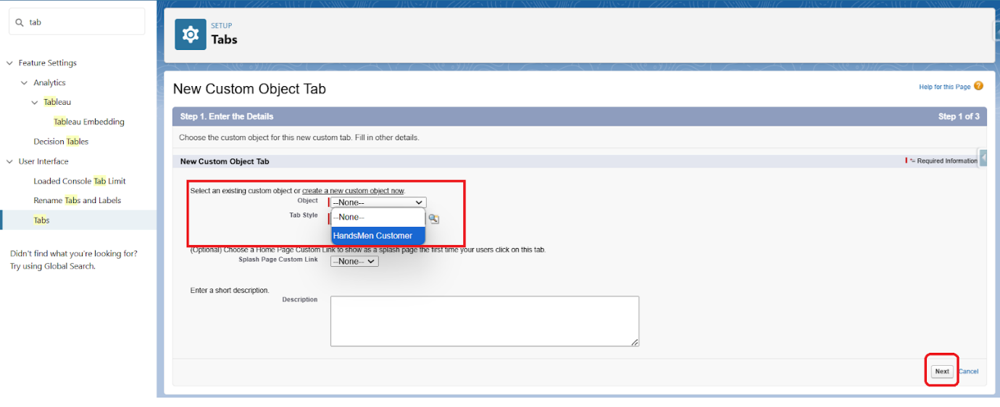 tab
Feature Settings
Analytics
Tableau
Tableau Embedding
Decision Tables
User Interface
Loaded Console Tab Limit
Rename Tabs and Labels
Tabs
Didn't find what you're looking for?
Try using Global Search.
SETUP
Tabs
New Custom Object Tab
Help for this Page ?
Step 1. Enter the Details Step 1 of 3
Choose the custom object for this new custom tab. Fill in other details.
New Custom Object Tab = Required Information
Select an existing custom object or create a new custom object now.
Object --None--
Tab Style --None--
HandsMen Customer
(Optional) Choose a Home Page Custom Link to show as a splash page the first time your users click on this tab.
Splash Page Custom Link --None--
Enter a short description.
Description
Next Cancel